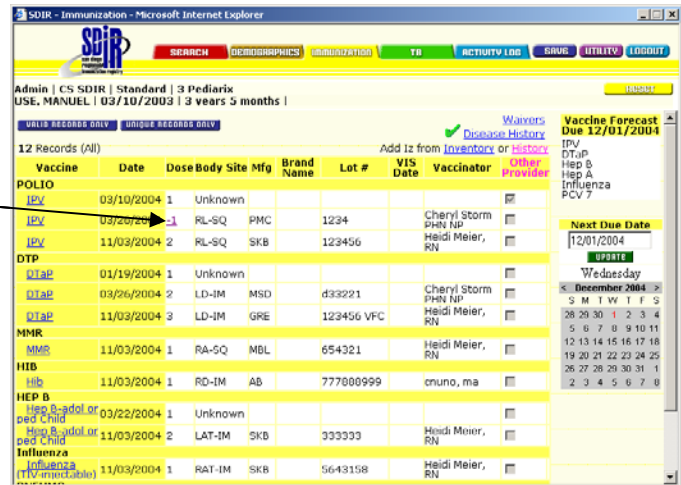 SDIR - Immunization - Microsoft Internet Explorer
SDIR
SEARCH DEMOGRAPHICS IMMUNIZATION TB ACTIVITY LOG SAVE UTILITY LOGOUT
Admin | CS SDIR | Standard | 3 Pediarix
USE, MANUEL | 03/10/2003 | 3 years 5 months |
RESET
VALID RECORDS ONLY UNIQUE RECORDS ONLY
Waivers
Disease History
12 Records (All)
Add Iz from Inventory or History
Vaccine Date Dose Body Site Mfg Brand Name Lot # VIS Date Vaccinator Other Provider
POLIO
IPV 03/10/2004 1 Unknown
IPV 03/26/2004 -1 RL-SQ PMC 1234 Cheryl Storm PHN NP
IPV 11/03/2004 2 RL-SQ SKB 123456 Heidi Meier, RN
DTP
DTaP 01/19/2004 1 Unknown
DTaP 03/26/2004 2 LD-IM MSD d33221 Cheryl Storm PHN NP
DTaP 11/03/2004 3 LD-IM GRE 123456 VFC Heidi Meier, RN
MMR
MMR 11/03/2004 1 RA-SQ MBL 654321 Heidi Meier, RN
HIB
Hib 11/03/2004 1 RD-IM AB 777888999 cnuno, ma
HEP B
Hep B-adol or ped Child 03/22/2004 1 Unknown
Hep B-adol or ped Child 11/03/2004 2 LAT-IM SKB 333333 Heidi Meier, RN
Influenza
Influenza (TIV-injectable) 11/03/2004 1 RAT-IM SKB 5643158 Heidi Meier, RN
Vaccine Forecast
Due 12/01/2004
IPV
DTaP
Hep B
Hep A
Influenza
PCV 7
Next Due Date
12/01/2004
UPDATE
Wednesday
< December 2004 >
S M T W T F S
28 29 30 1 2 3 4
5 6 7 8 9 10 11
12 13 14 15 16 17 18
19 20 21 22 23 24 25
26 27 28 29 30 31 1
2 3 4 5 6 7 8